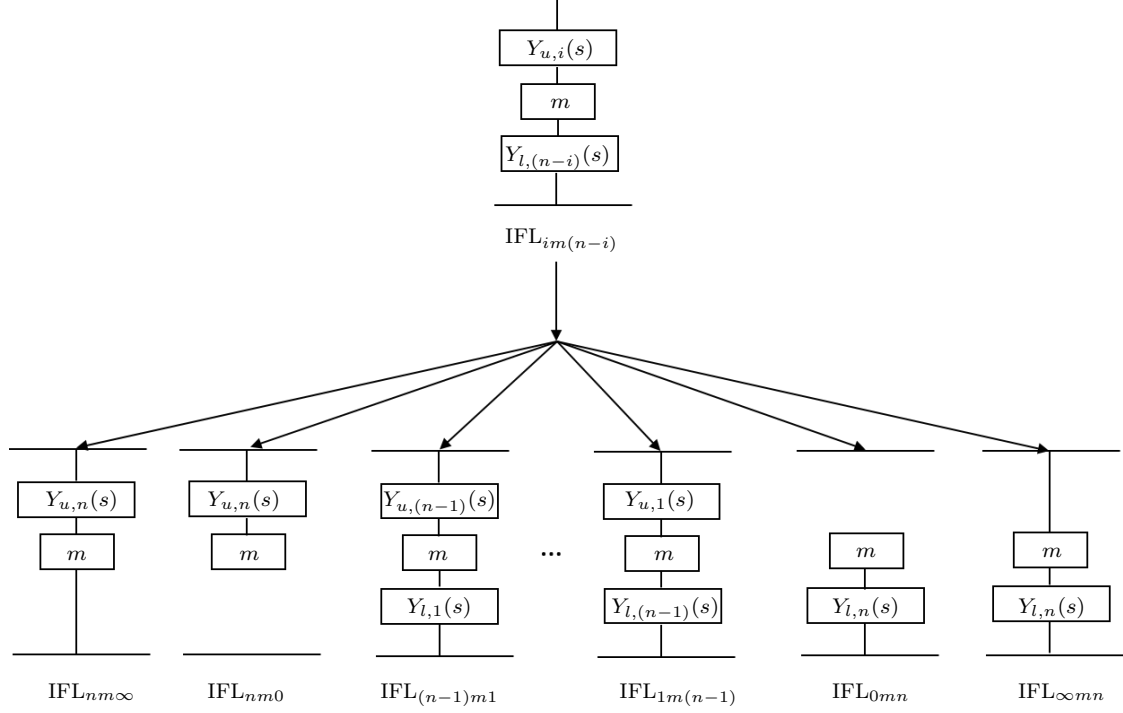 Y_{u,i}(s)
m
Y_{l,(n−i)}(s)
IFL_{im(n−i)}
Y_{u,n}(s) Y_{u,n}(s) Y_{u,(n−1)}(s) Y_{u,1}(s)
m m m ... m m m
Y_{l,1}(s) Y_{l,(n−1)}(s) Y_{l,n}(s) Y_{l,n}(s)
IFL_{nm∞} IFL_{nm0} IFL_{(n−1)m1} IFL_{1m(n−1)} IFL_{0mn} IFL_{∞mn}